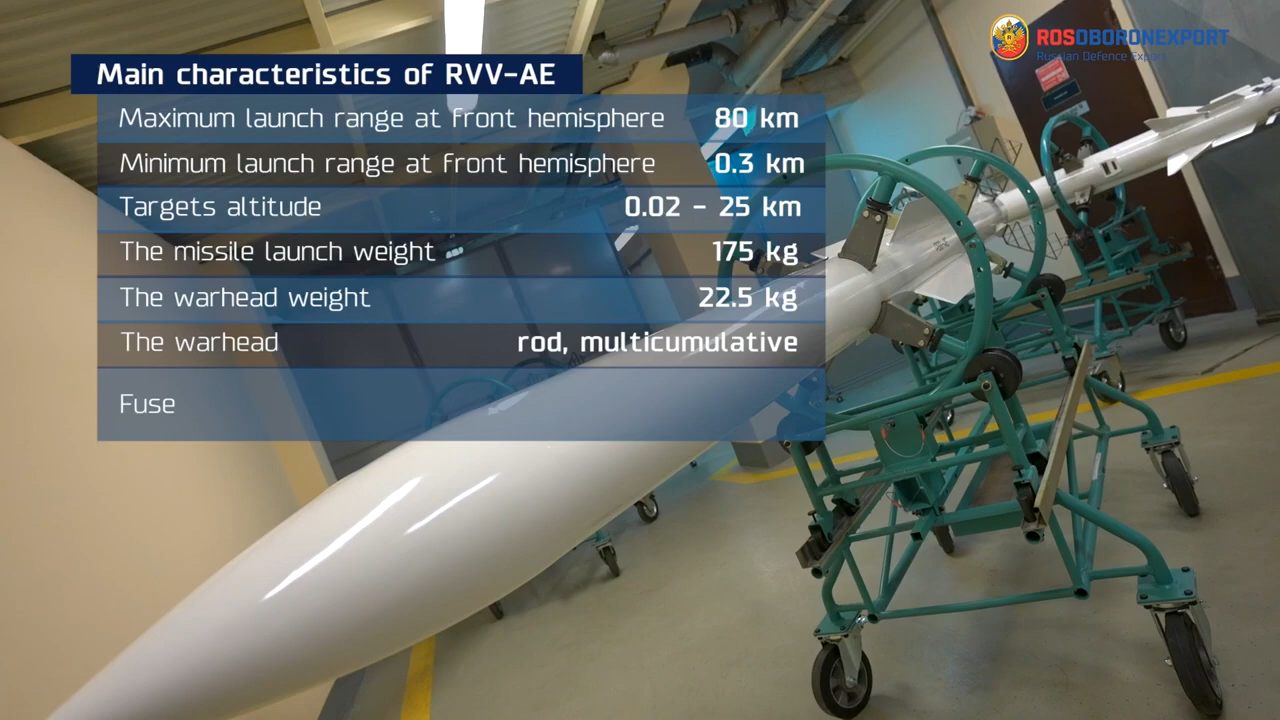 ROSOBORONEXPORT
Russian Defence Export
Main characteristics of RVV-AE
Maximum launch range at front hemisphere 80 km
Minimum launch range at front hemisphere 0.3 km
Targets altitude 0.02 - 25 km
The missile launch weight 175 kg
The warhead weight 22.5 kg
The warhead rod, multicumulative
Fuse